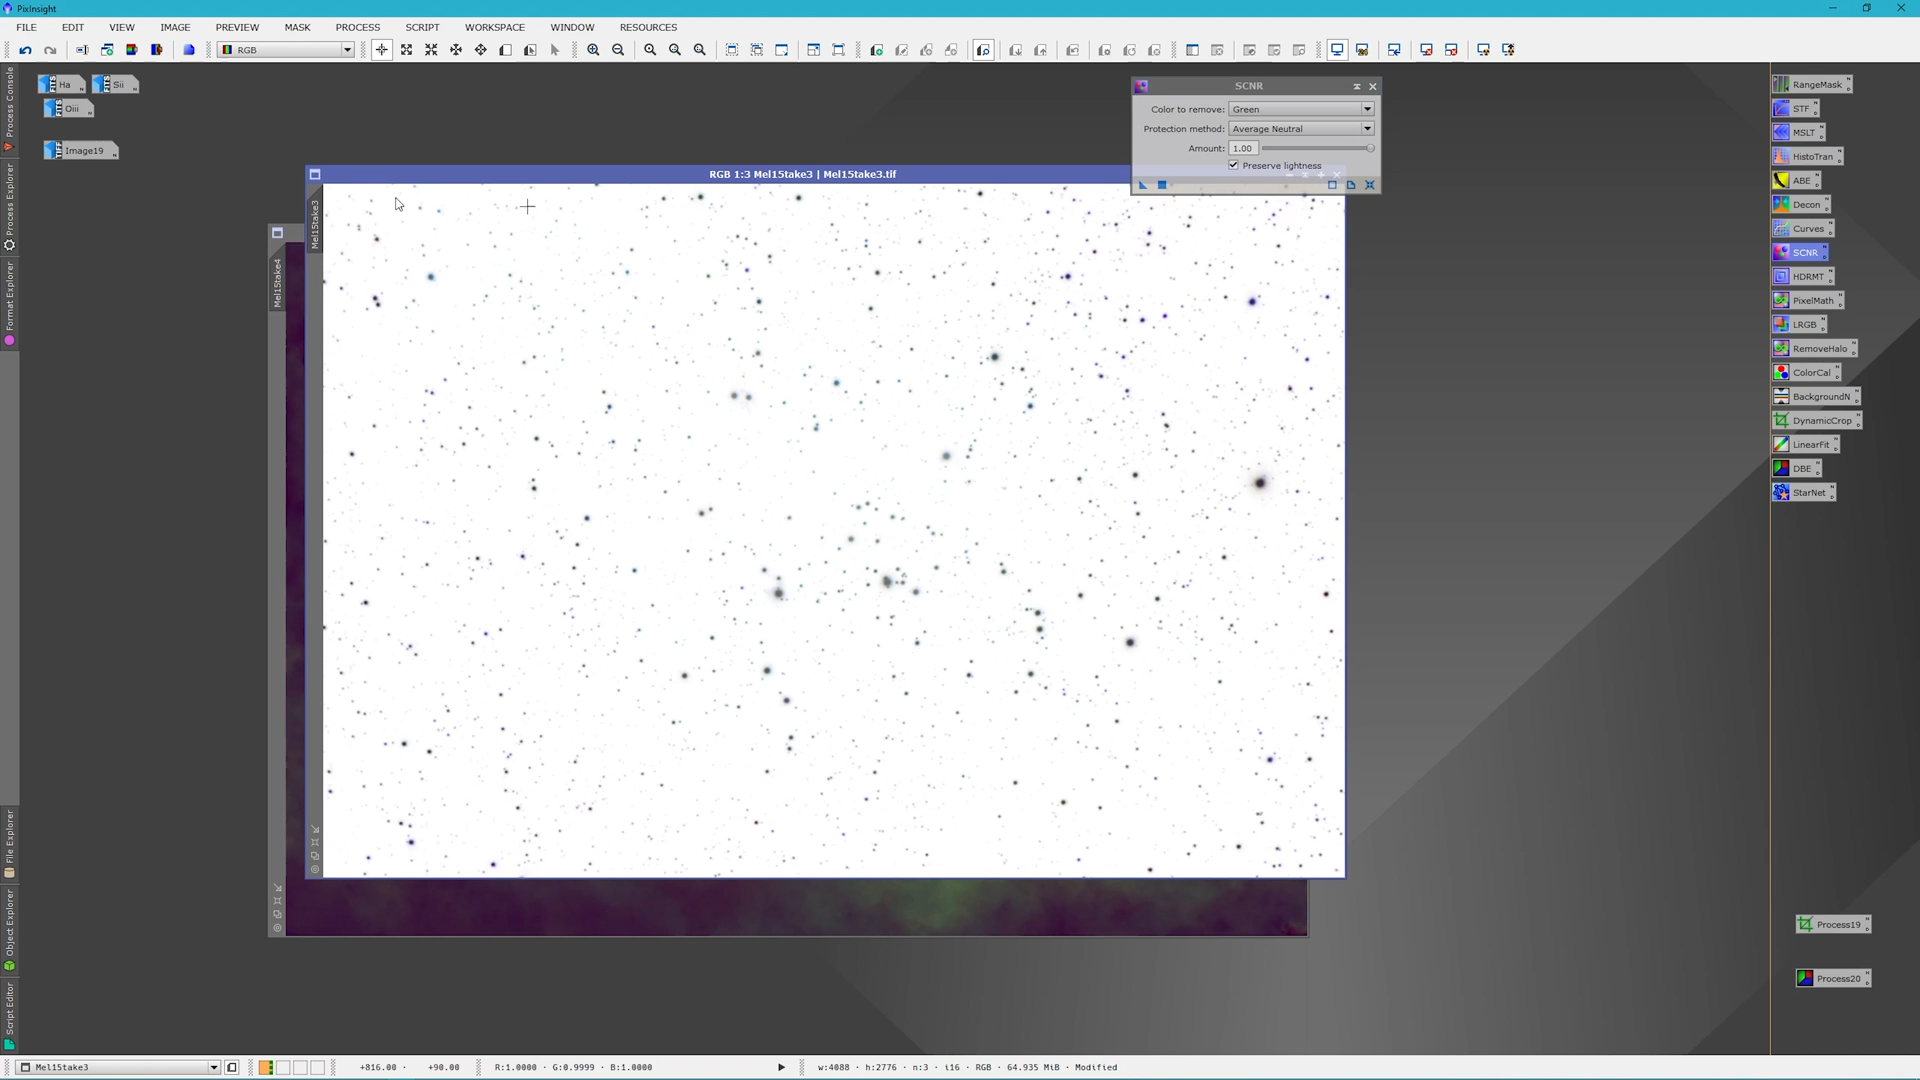 PixInsight
FILE EDIT VIEW IMAGE PREVIEW MASK PROCESS SCRIPT WORKSPACE WINDOW RESOURCES
RGB
Process Console
Process Explorer
Format Explorer
File Explorer
Object Explorer
Script Editor
FITS Ha N
FITS Sii N
FITS Oiii N
TIFF Image19 N
SCNR
Color to remove: Green
Protection method: Average Neutral
Amount: 1.00
Preserve lightness
RGB 1:3 Mel15take3 | Mel15take3.tif
Mel15take3
Mel15take4
RangeMask
STF
MSLT
HistoTran
ABE
Decon
Curves
SCNR
HDRMT
PixelMath
LRGB
RemoveHalo
ColorCal
BackgroundN
DynamicCrop
LinearFit
DBE
StarNet
Process19
Process20
Mel15take3 +816.00 · +90.00 R:1.0000 · G:0.9999 · B:1.0000 w:4088 · h:2776 · n:3 · i16 · RGB · 64.935 MiB · Modified